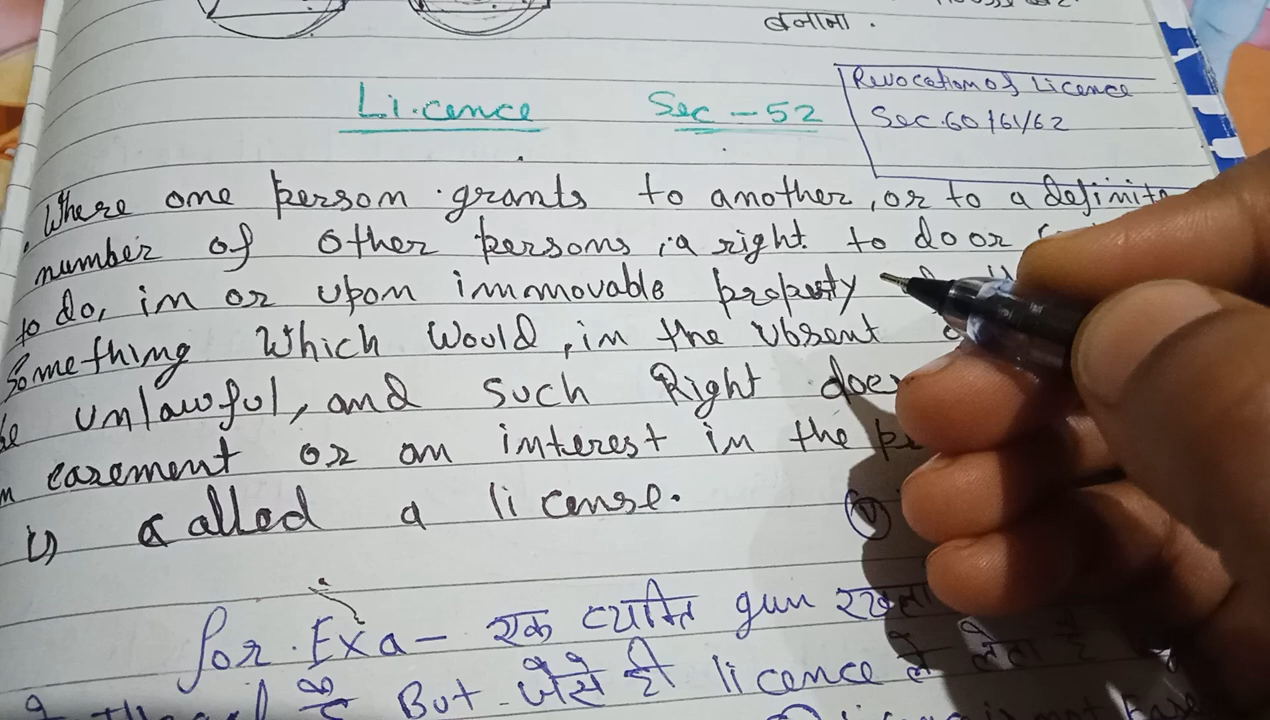 बनाना .
Licence Sec - 52
Revocation of Licence
Sec. 60/61/62
Where one person grants to another, or to a definite
number of other persons, a right to do or
to do, in or upon immovable property
Something Which Would, in the Absent
be unlawful, and such Right does
easement or an interest in the
called a license.
for. Exa - एक व्यक्ति gun रखता
है But जैसे ही licence ले लेता है